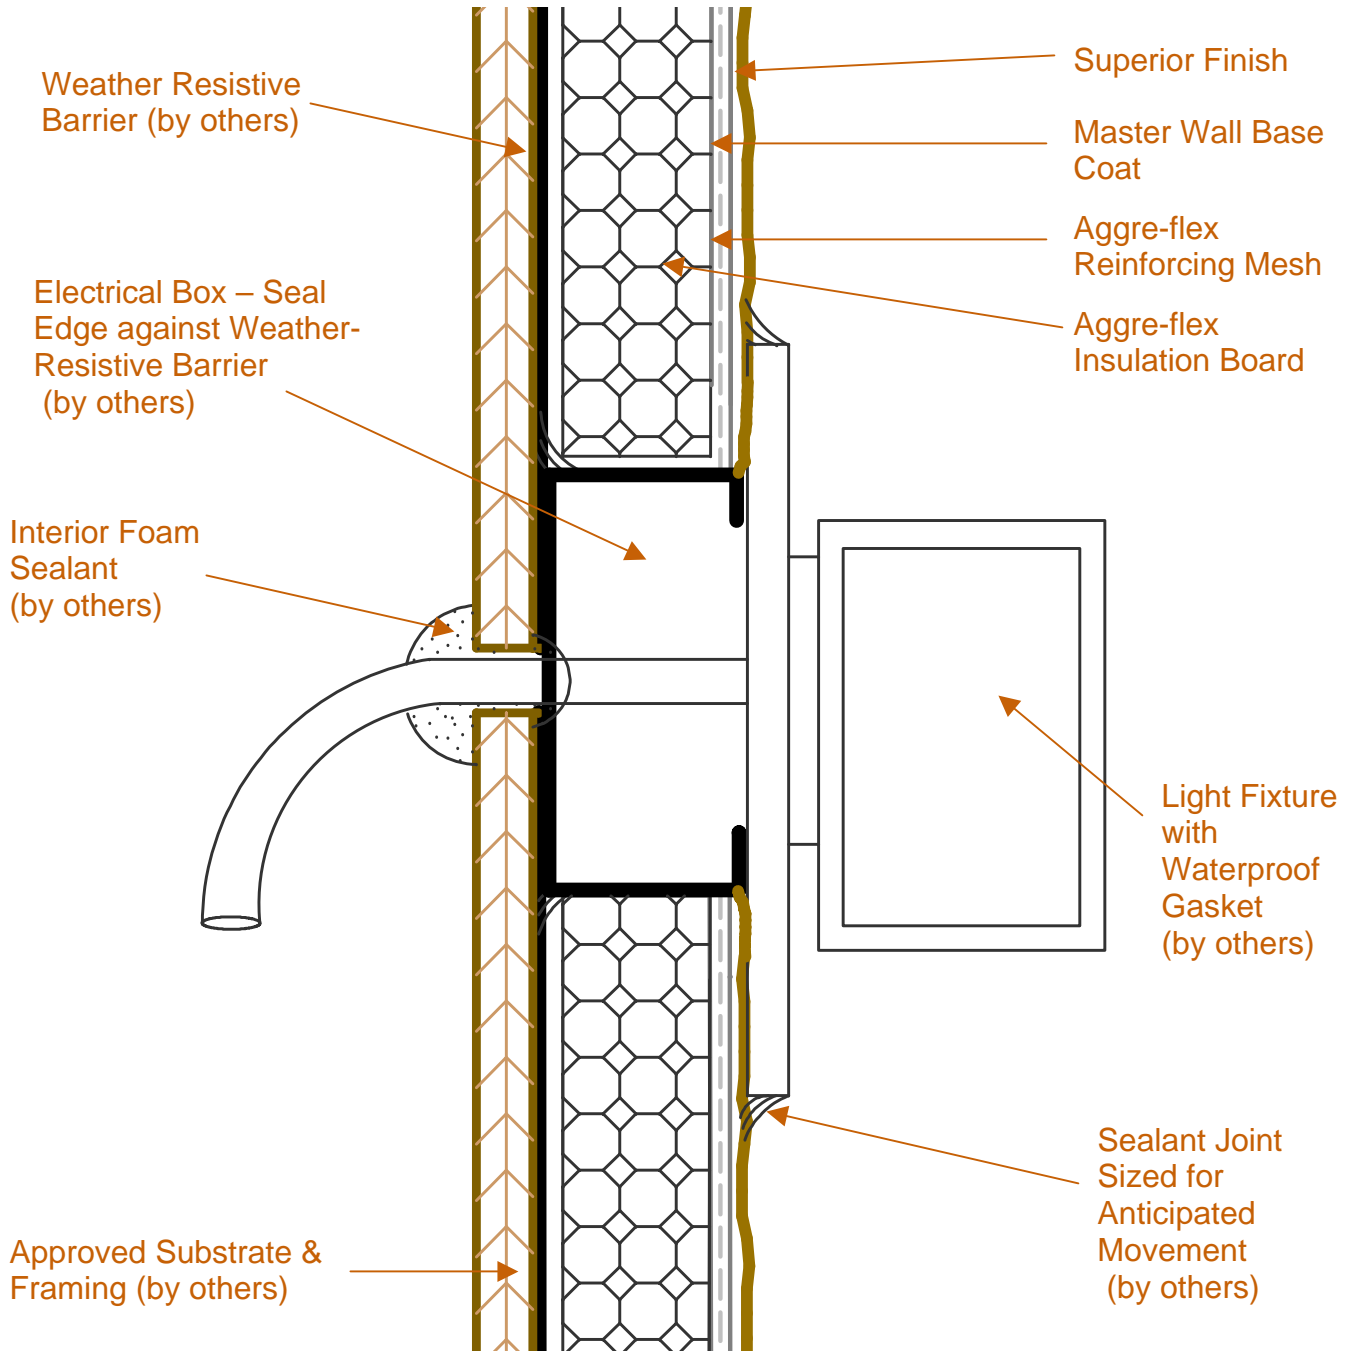 Weather Resistive
Barrier (by others)
Electrical Box – Seal
Edge against Weather-
Resistive Barrier
(by others)
Interior Foam
Sealant
(by others)
Approved Substrate &
Framing (by others)
Superior Finish
Master Wall Base
Coat
Aggre-flex
Reinforcing Mesh
Aggre-flex
Insulation Board
Light Fixture
with
Waterproof
Gasket
(by others)
Sealant Joint
Sized for
Anticipated
Movement
(by others)